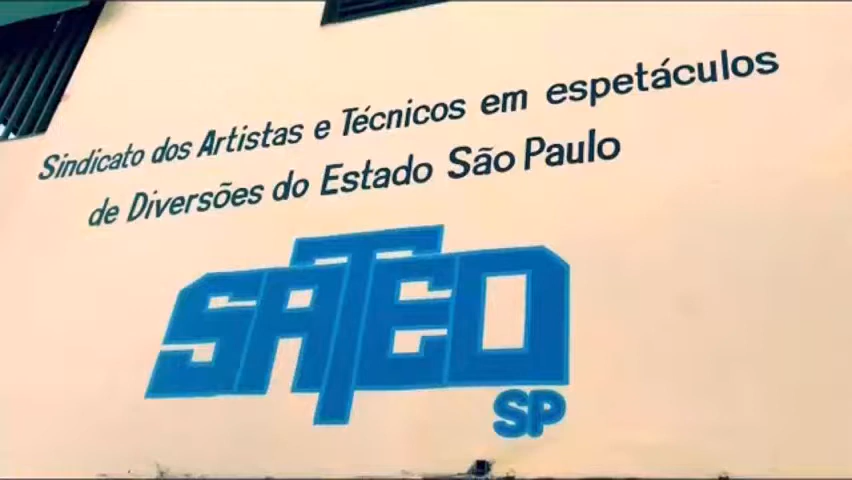 Sindicato dos Artistas e Técnicos em espetáculos
de Diversões do Estado São Paulo
SATED
SP